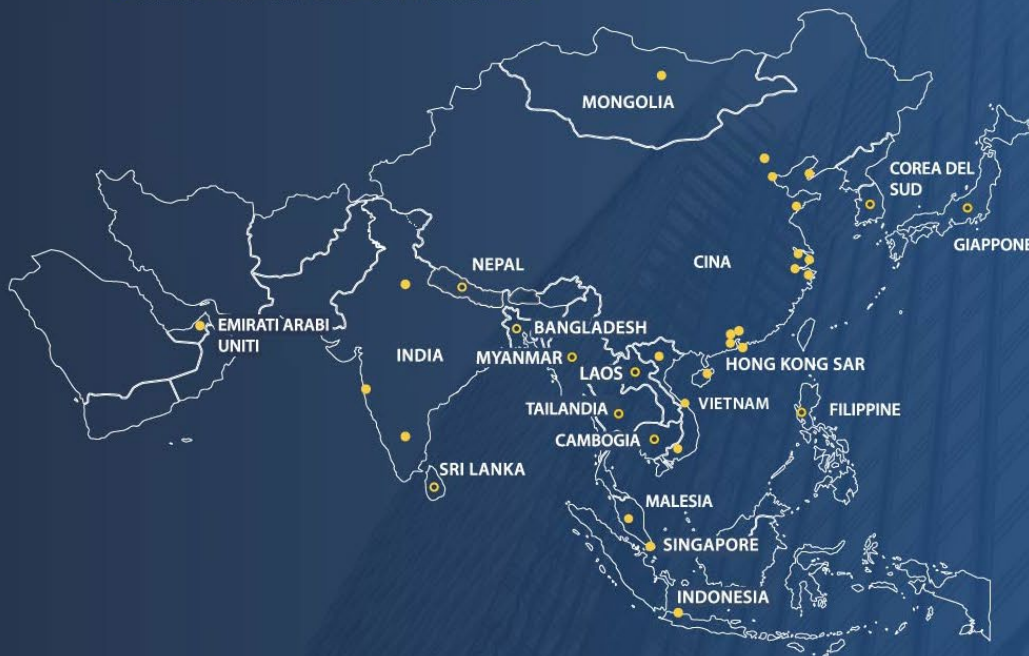 MONGOLIA
COREA DEL
SUD
GIAPPONE
CINA
NEPAL
EMIRATI ARABI
UNITI
INDIA
BANGLADESH
MYANMAR
LAOS
HONG KONG SAR
TAILANDIA
VIETNAM
FILIPPINE
CAMBOGIA
SRI LANKA
MALESIA
SINGAPORE
INDONESIA